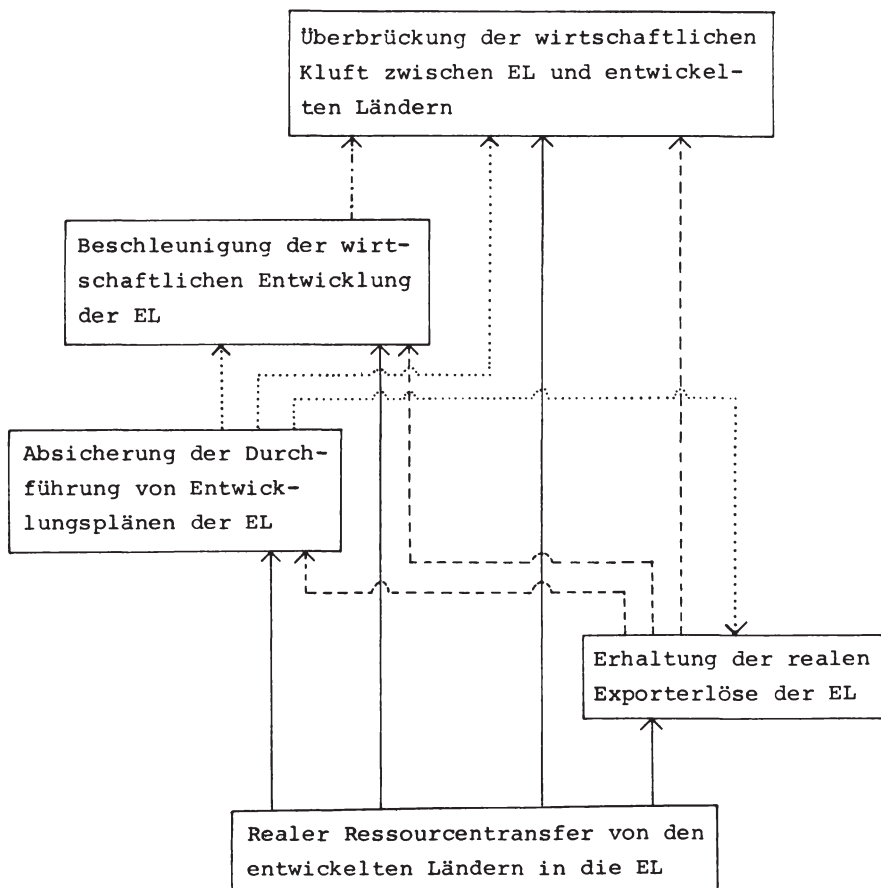 Überbrückung der wirtschaftlichen
Kluft zwischen EL und entwickel-
ten Ländern
Beschleunigung der wirt-
schaftlichen Entwicklung
der EL
Absicherung der Durch-
führung von Entwick-
lungsplänen der EL
Erhaltung der realen
Exporterlöse der EL
Realer Ressourcentransfer von den
entwickelten Ländern in die EL